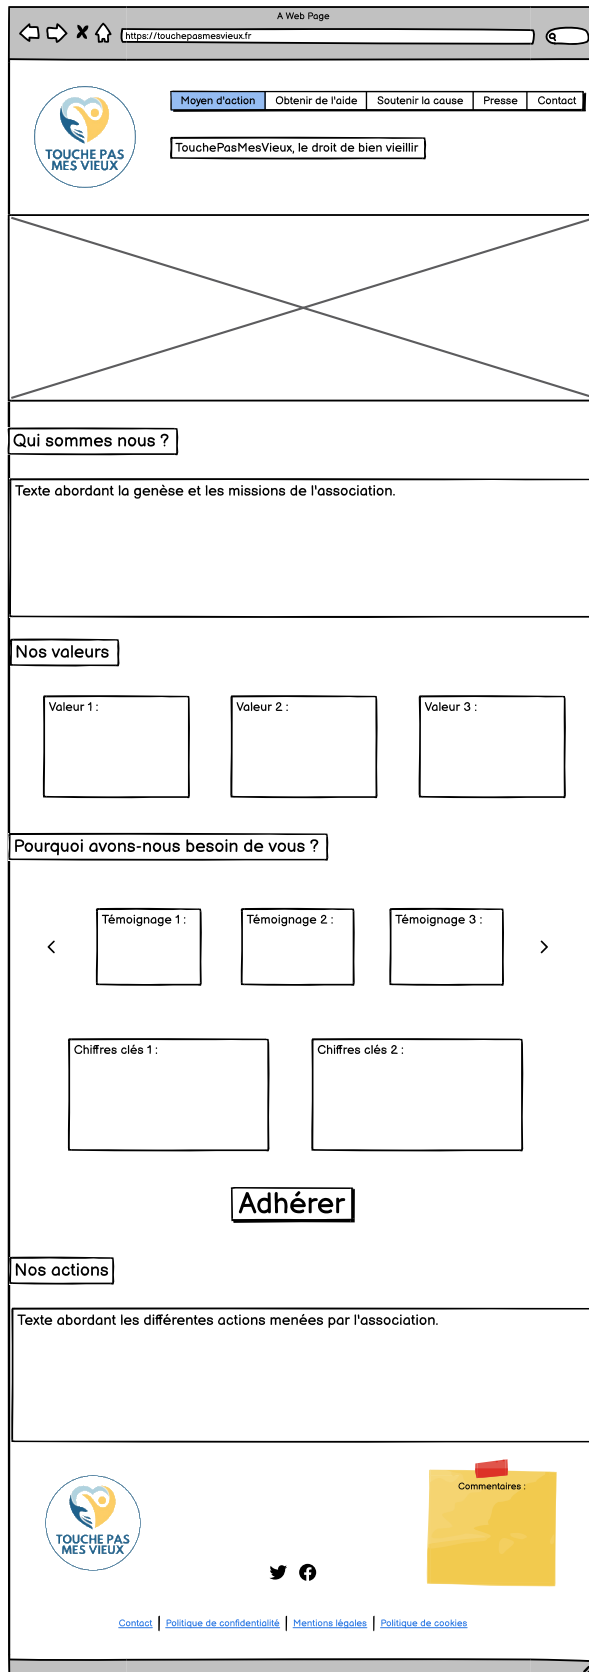 A Web Page
https://touchepasmesvieux.fr
TOUCHE PAS
MES VIEUX
Moyen d'action Obtenir de l'aide Soutenir la cause Presse Contact
TouchePasMesVieux, le droit de bien vieillir
Qui sommes nous ?
Texte abordant la genèse et les missions de l'association.
Nos valeurs
Valeur 1 : Valeur 2 : Valeur 3 :
Pourquoi avons-nous besoin de vous ?
Témoignage 1 : Témoignage 2 : Témoignage 3 :
Chiffres clés 1 : Chiffres clés 2 :
Adhérer
Nos actions
Texte abordant les différentes actions menées par l'association.
TOUCHE PAS
MES VIEUX
Commentaires :
Contact | Politique de confidentialité | Mentions légales | Politique de cookies